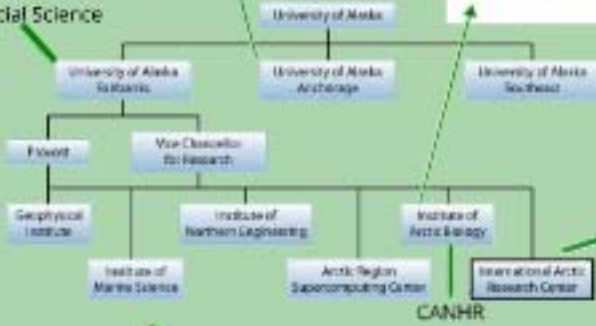 cial Science
University of Alaska
University of Alaska
Fairbanks
University of Alaska
Anchorage
University of Alaska
Southeast
Provost
Vice Chancellor
for Research
Geophysical
Institute
Institute of
Northern Engineering
Institute of
Arctic Biology
Institute of
Marine Science
Arctic Region
Supercomputing Center
International Arctic
Research Center
CANHR